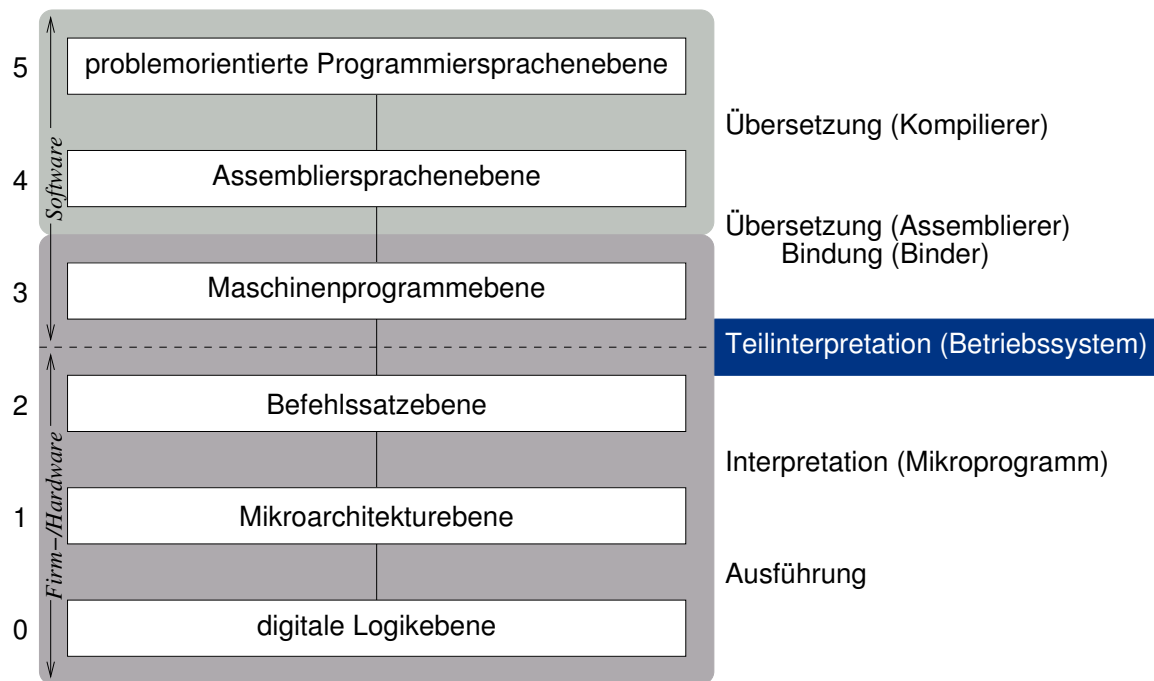 5
problemorientierte Programmiersprachenebene
Übersetzung (Kompilierer)
Software
4
Assembliersprachenebene
Übersetzung (Assemblierer)
Bindung (Binder)
3
Maschinenprogrammebene
Teilinterpretation (Betriebssystem)
2
Befehlssatzebene
Firm-/Hardware
Interpretation (Mikroprogramm)
1
Mikroarchitekturebene
Ausführung
0
digitale Logikebene